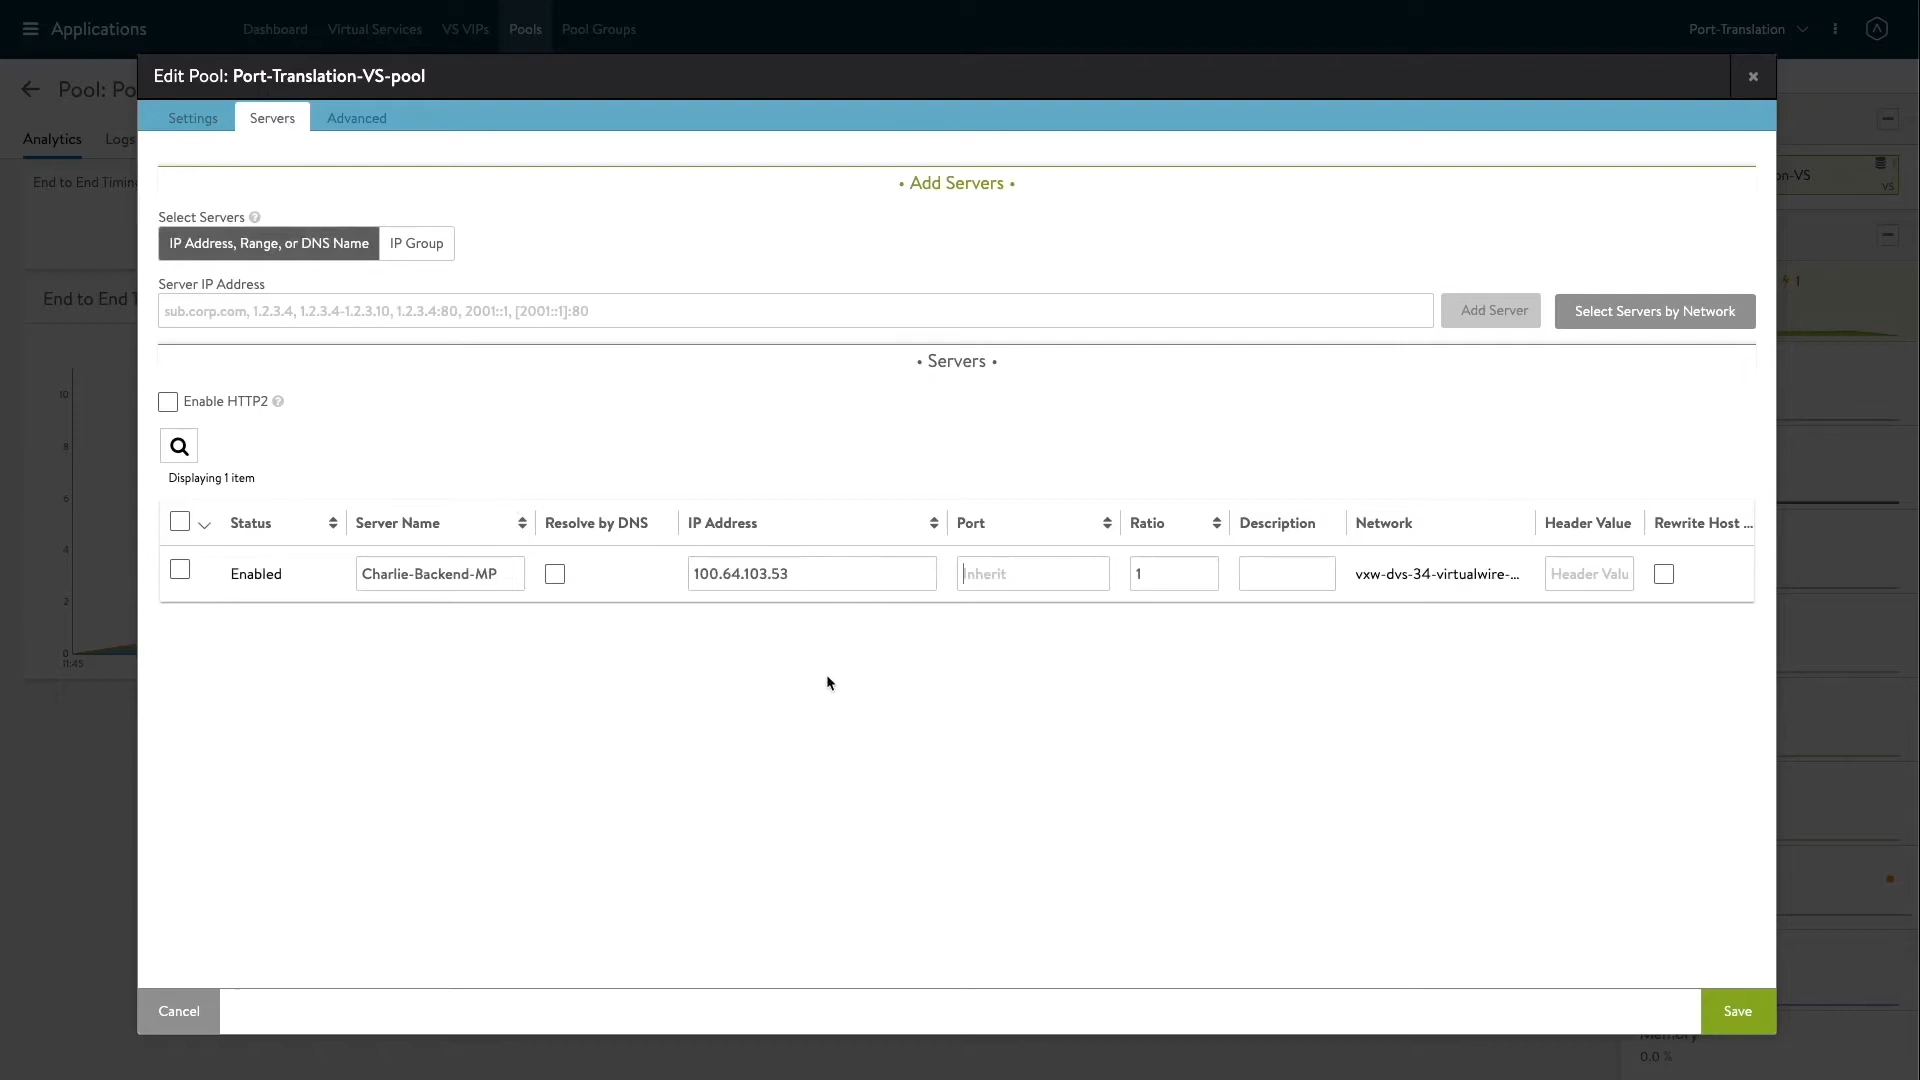 Applications
Dashboard Virtual Services VS VIPs Pools Pool Groups
Port-Translation
Edit Pool: Port-Translation-VS-pool
Pool: Po
Settings Servers Advanced
Analytics Logs
End to End Timin
on-VS
VS
• Add Servers •
Select Servers
IP Address, Range, or DNS Name IP Group
Server IP Address
sub.corp.com, 1.2.3.4, 1.2.3.4-1.2.3.10, 1.2.3.4:80, 2001::1, [2001::1]:80
Add Server Select Servers by Network
End to End T
1
• Servers •
Enable HTTP2
Displaying 1 item
Status Server Name Resolve by DNS IP Address Port Ratio Description Network Header Value Rewrite Host ...
Enabled Charlie-Backend-MP 100.64.103.53 Inherit 1 vxw-dvs-34-virtualwire-... Header Valu
10
8
6
4
2
0
11:45
Cancel Save
Memory
0.0 %